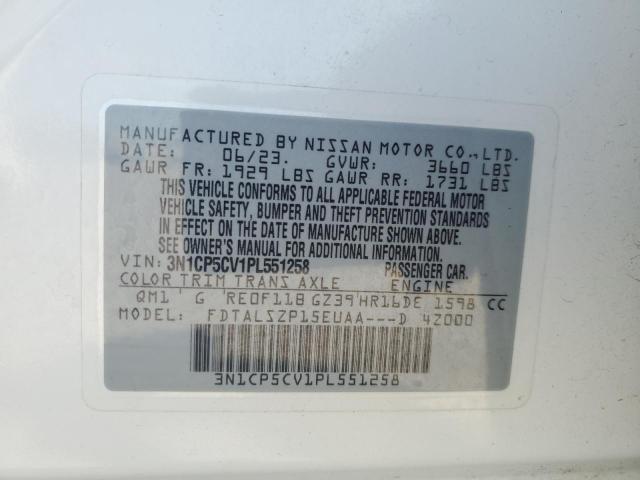 MANUFACTURED BY NISSAN MOTOR CO., LTD.
DATE: 06/23. GVWR: 3660 LBS
GAWR FR: 1929 LBS GAWR RR: 1731 LBS
THIS VEHICLE CONFORMS TO ALL APPLICABLE FEDERAL MOTOR
VEHICLE SAFETY, BUMPER AND THEFT PREVENTION STANDARDS
IN EFFECT ON THE DATE OF MANUFACTURE SHOWN ABOVE.
SEE OWNER'S MANUAL, GENERAL INFORMATION SECTION.
VIN: 3N1CP5CV1PL551258 PASSENGER CAR.
COLOR TRIM TRANS AXLE ENGINE
QM1 G RE0F11B GZ39 HR16DE 1598 CC
MODEL: FDTALSZP15EUAA---D 42000
3N1CP5CV1PL551258